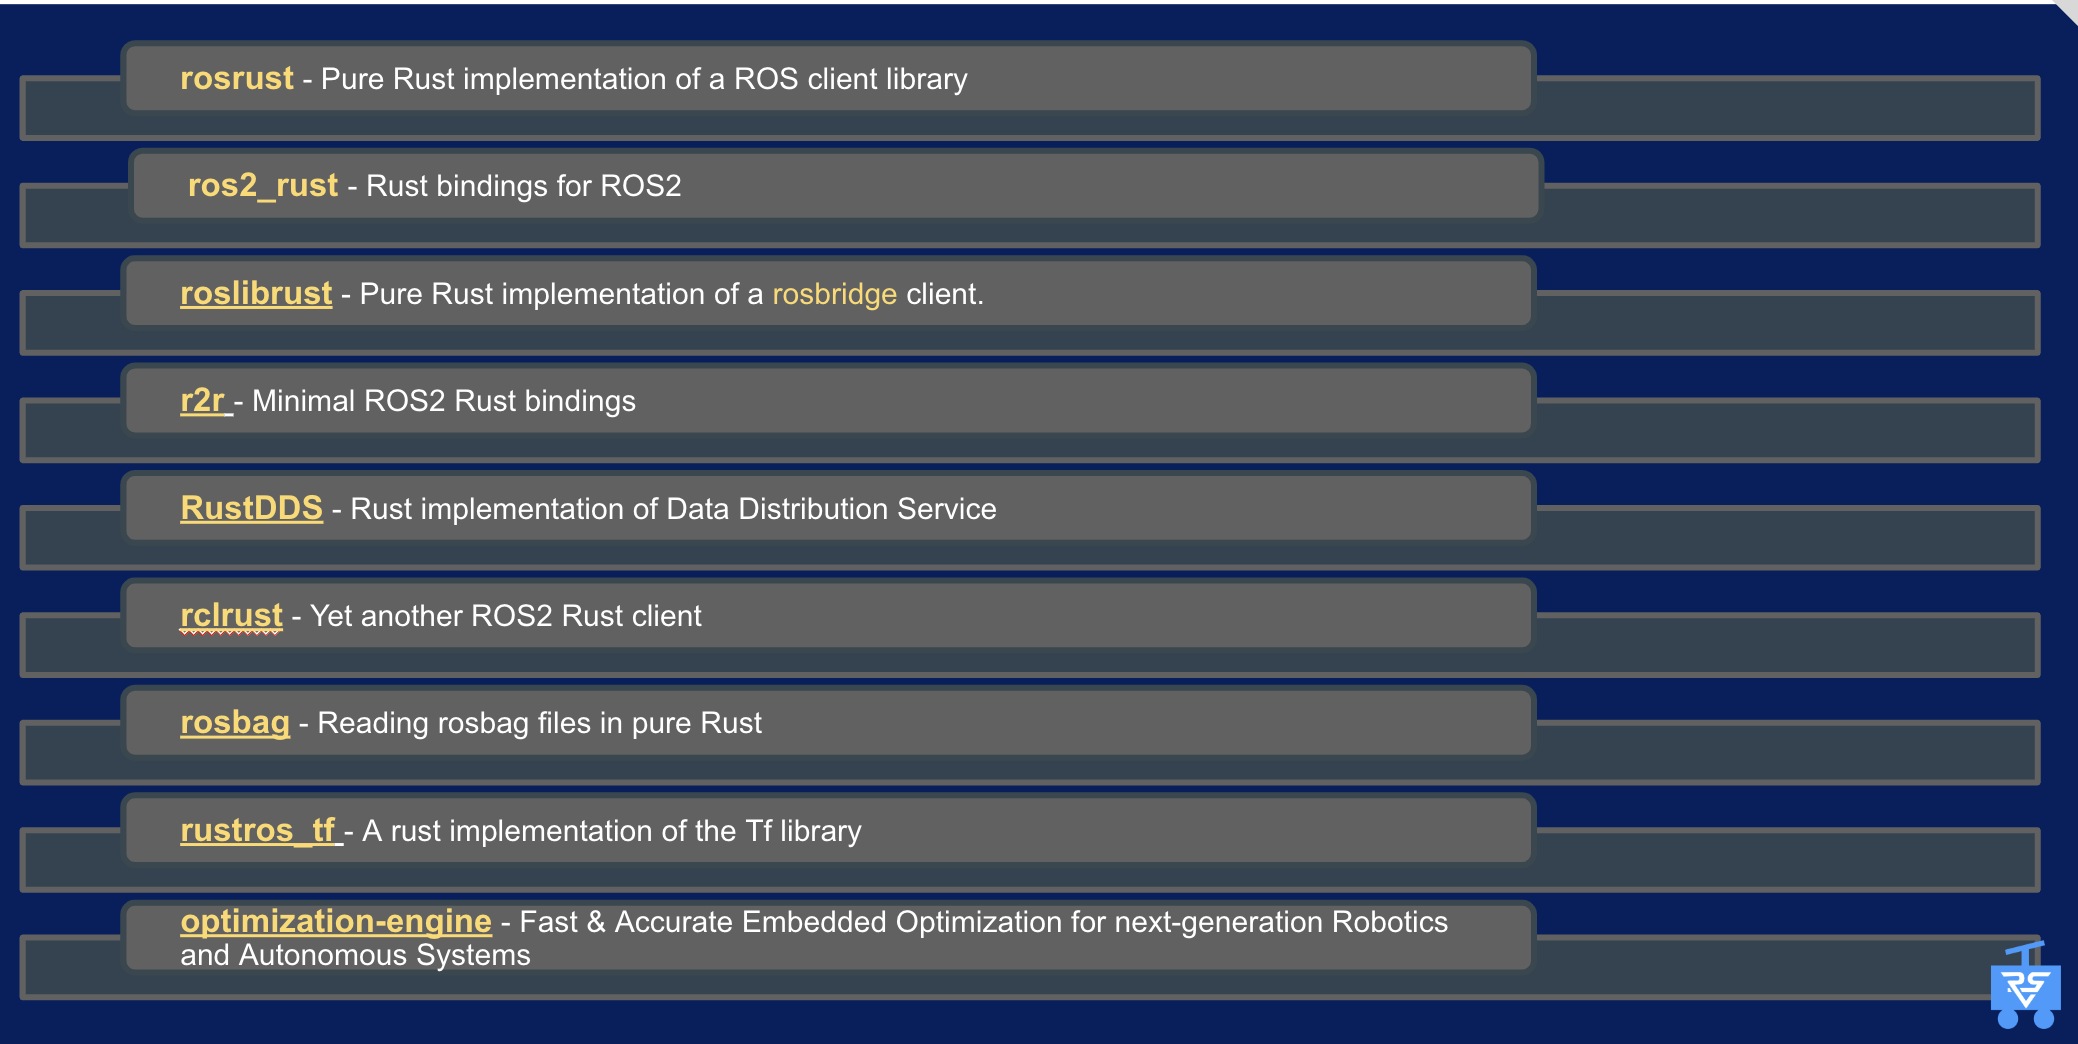 rosrust - Pure Rust implementation of a ROS client library
ros2_rust - Rust bindings for ROS2
roslibrust - Pure Rust implementation of a rosbridge client.
r2r - Minimal ROS2 Rust bindings
RustDDS - Rust implementation of Data Distribution Service
rclrust - Yet another ROS2 Rust client
rosbag - Reading rosbag files in pure Rust
rustros_tf - A rust implementation of the Tf library
optimization-engine - Fast & Accurate Embedded Optimization for next-generation Robotics
and Autonomous Systems